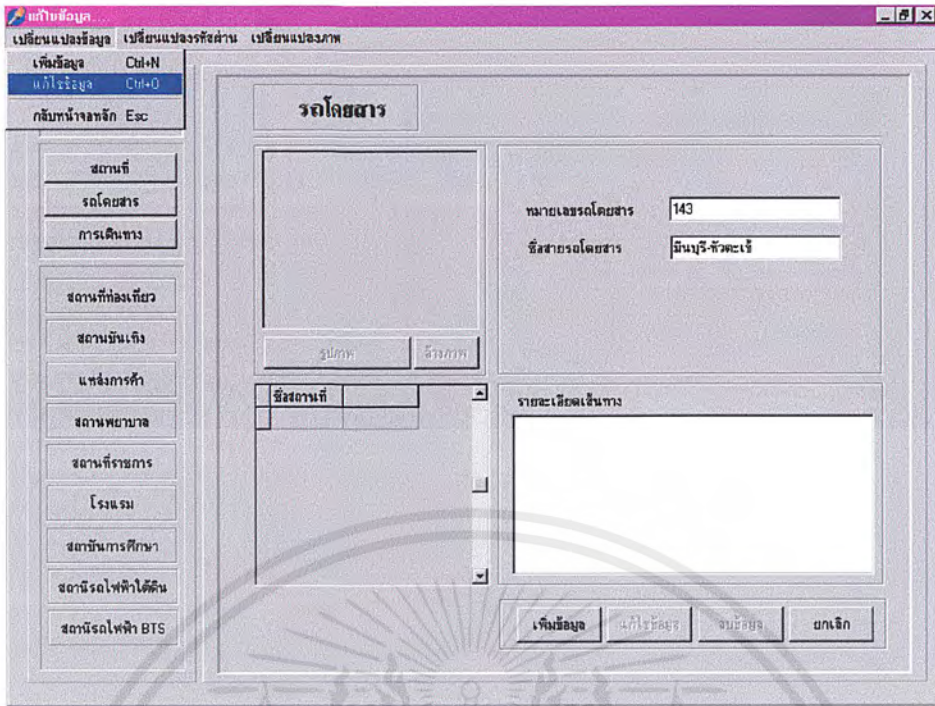 แก้ไขข้อมูล....
เปลี่ยนแปลงข้อมูล เปลี่ยนแปลงรหัสผ่าน เปลี่ยนแปลงภาพ
เพิ่มข้อมูล Ctrl+N
แก้ไขข้อมูล Ctrl+O
กลับหน้าจอหลัก Esc
รถโดยสาร
สถานที่
รถโดยสาร
การเดินทาง
หมายเลขรถโดยสาร 143
ชื่อสายรถโดยสาร มีนบุรี-หัวตะเข้
สถานที่ท่องเที่ยว
สถานบันเทิง
แหล่งการค้า
สถานพยาบาล
สถานที่ราชการ
โรงแรม
สถาบันการศึกษา
สถานีรถไฟฟ้าใต้ดิน
สถานีรถไฟฟ้า BTS
รูปภาพ ล้างภาพ
ชื่อสถานที่
รายละเอียดเส้นทาง
เพิ่มข้อมูล แก้ไขข้อมูล ลบข้อมูล ยกเลิก